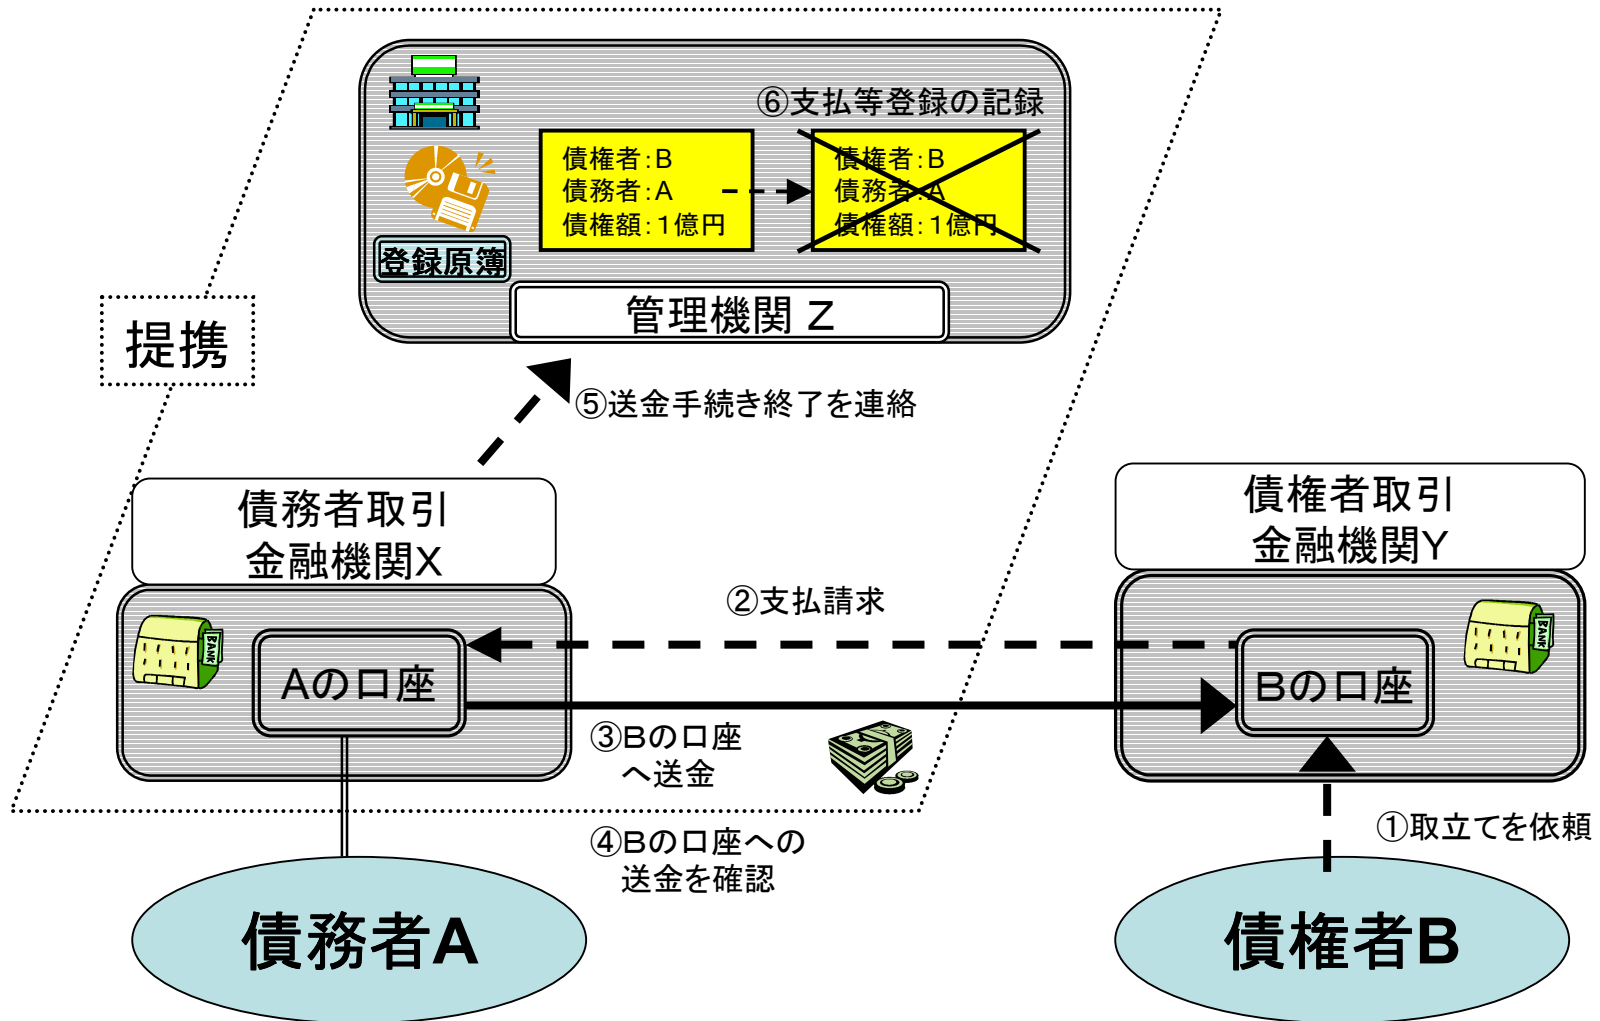 ⑥支払等登録の記録
債権者：B
債務者：A
債権額：１億円
債権者：B
債務者：A
債権額：１億円
登録原簿
管理機関 Z
提携
⑤送金手続き終了を連絡
債務者取引
金融機関X
債権者取引
金融機関Y
②支払請求
BANK
Aの口座
BANK
Bの口座
③Bの口座
へ送金
①取立てを依頼
④Bの口座への
送金を確認
債務者A
債権者B